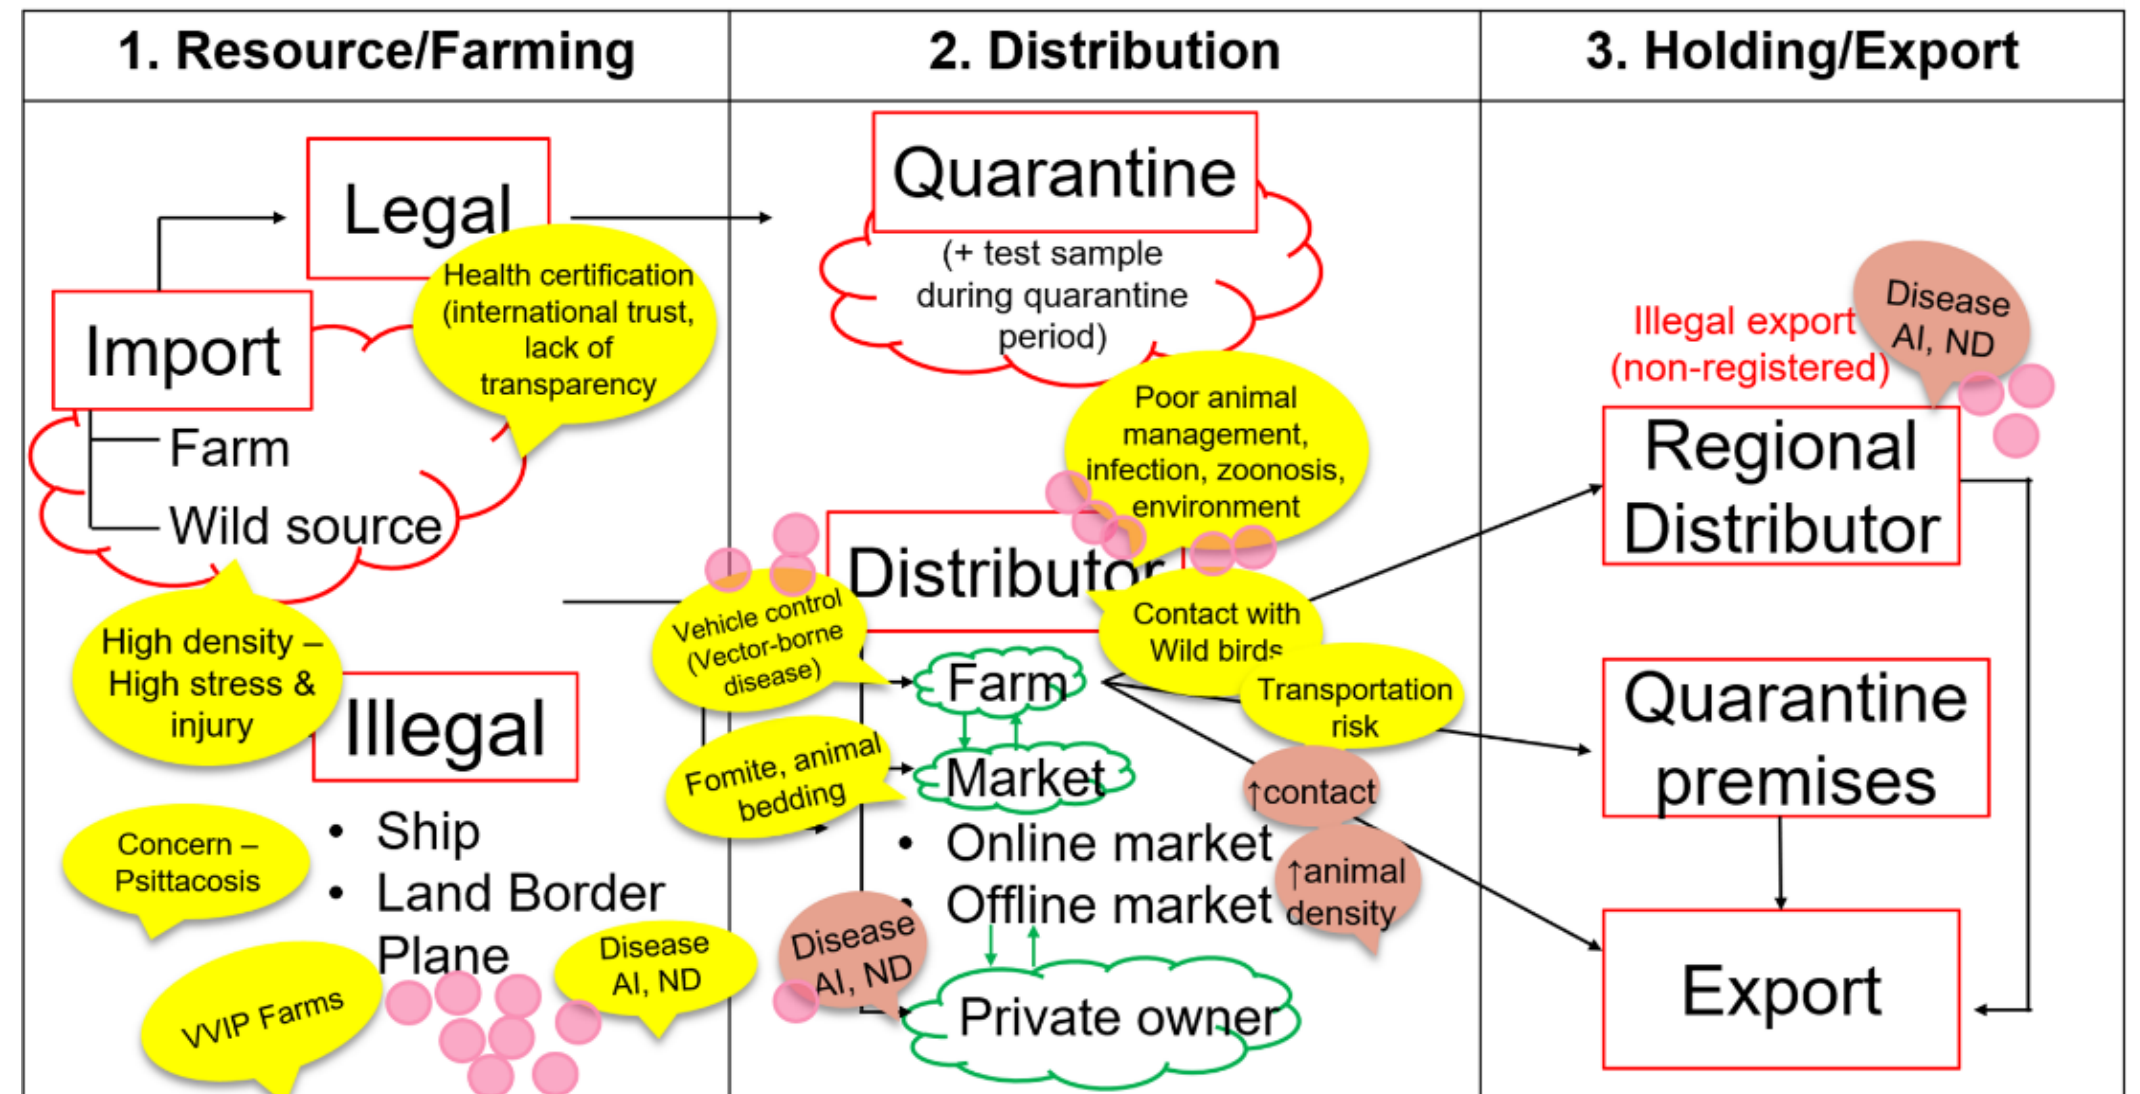 1. Resource/Farming
2. Distribution
3. Holding/Export
Legal
Health certification
(international trust,
lack of
transparency
Import
Farm
Wild source
High density –
High stress &
injury
Illegal
Concern –
Psittacosis
• Ship
• Land Border
Plane
VVIP Farms
Disease
AI, ND
Quarantine
(+ test sample
during quarantine
period)
Poor animal
management,
infection, zoonosis,
environment
Distributor
Vehicle control
(Vector-borne
disease)
Contact with
Wild birds
Transportation
risk
Farm
Fomite, animal
bedding
Market
↑contact
• Online market
• Offline market
↑animal
density
Disease
AI, ND
Private owner
Disease
AI, ND
Illegal export
(non-registered)
Regional
Distributor
Quarantine
premises
Export